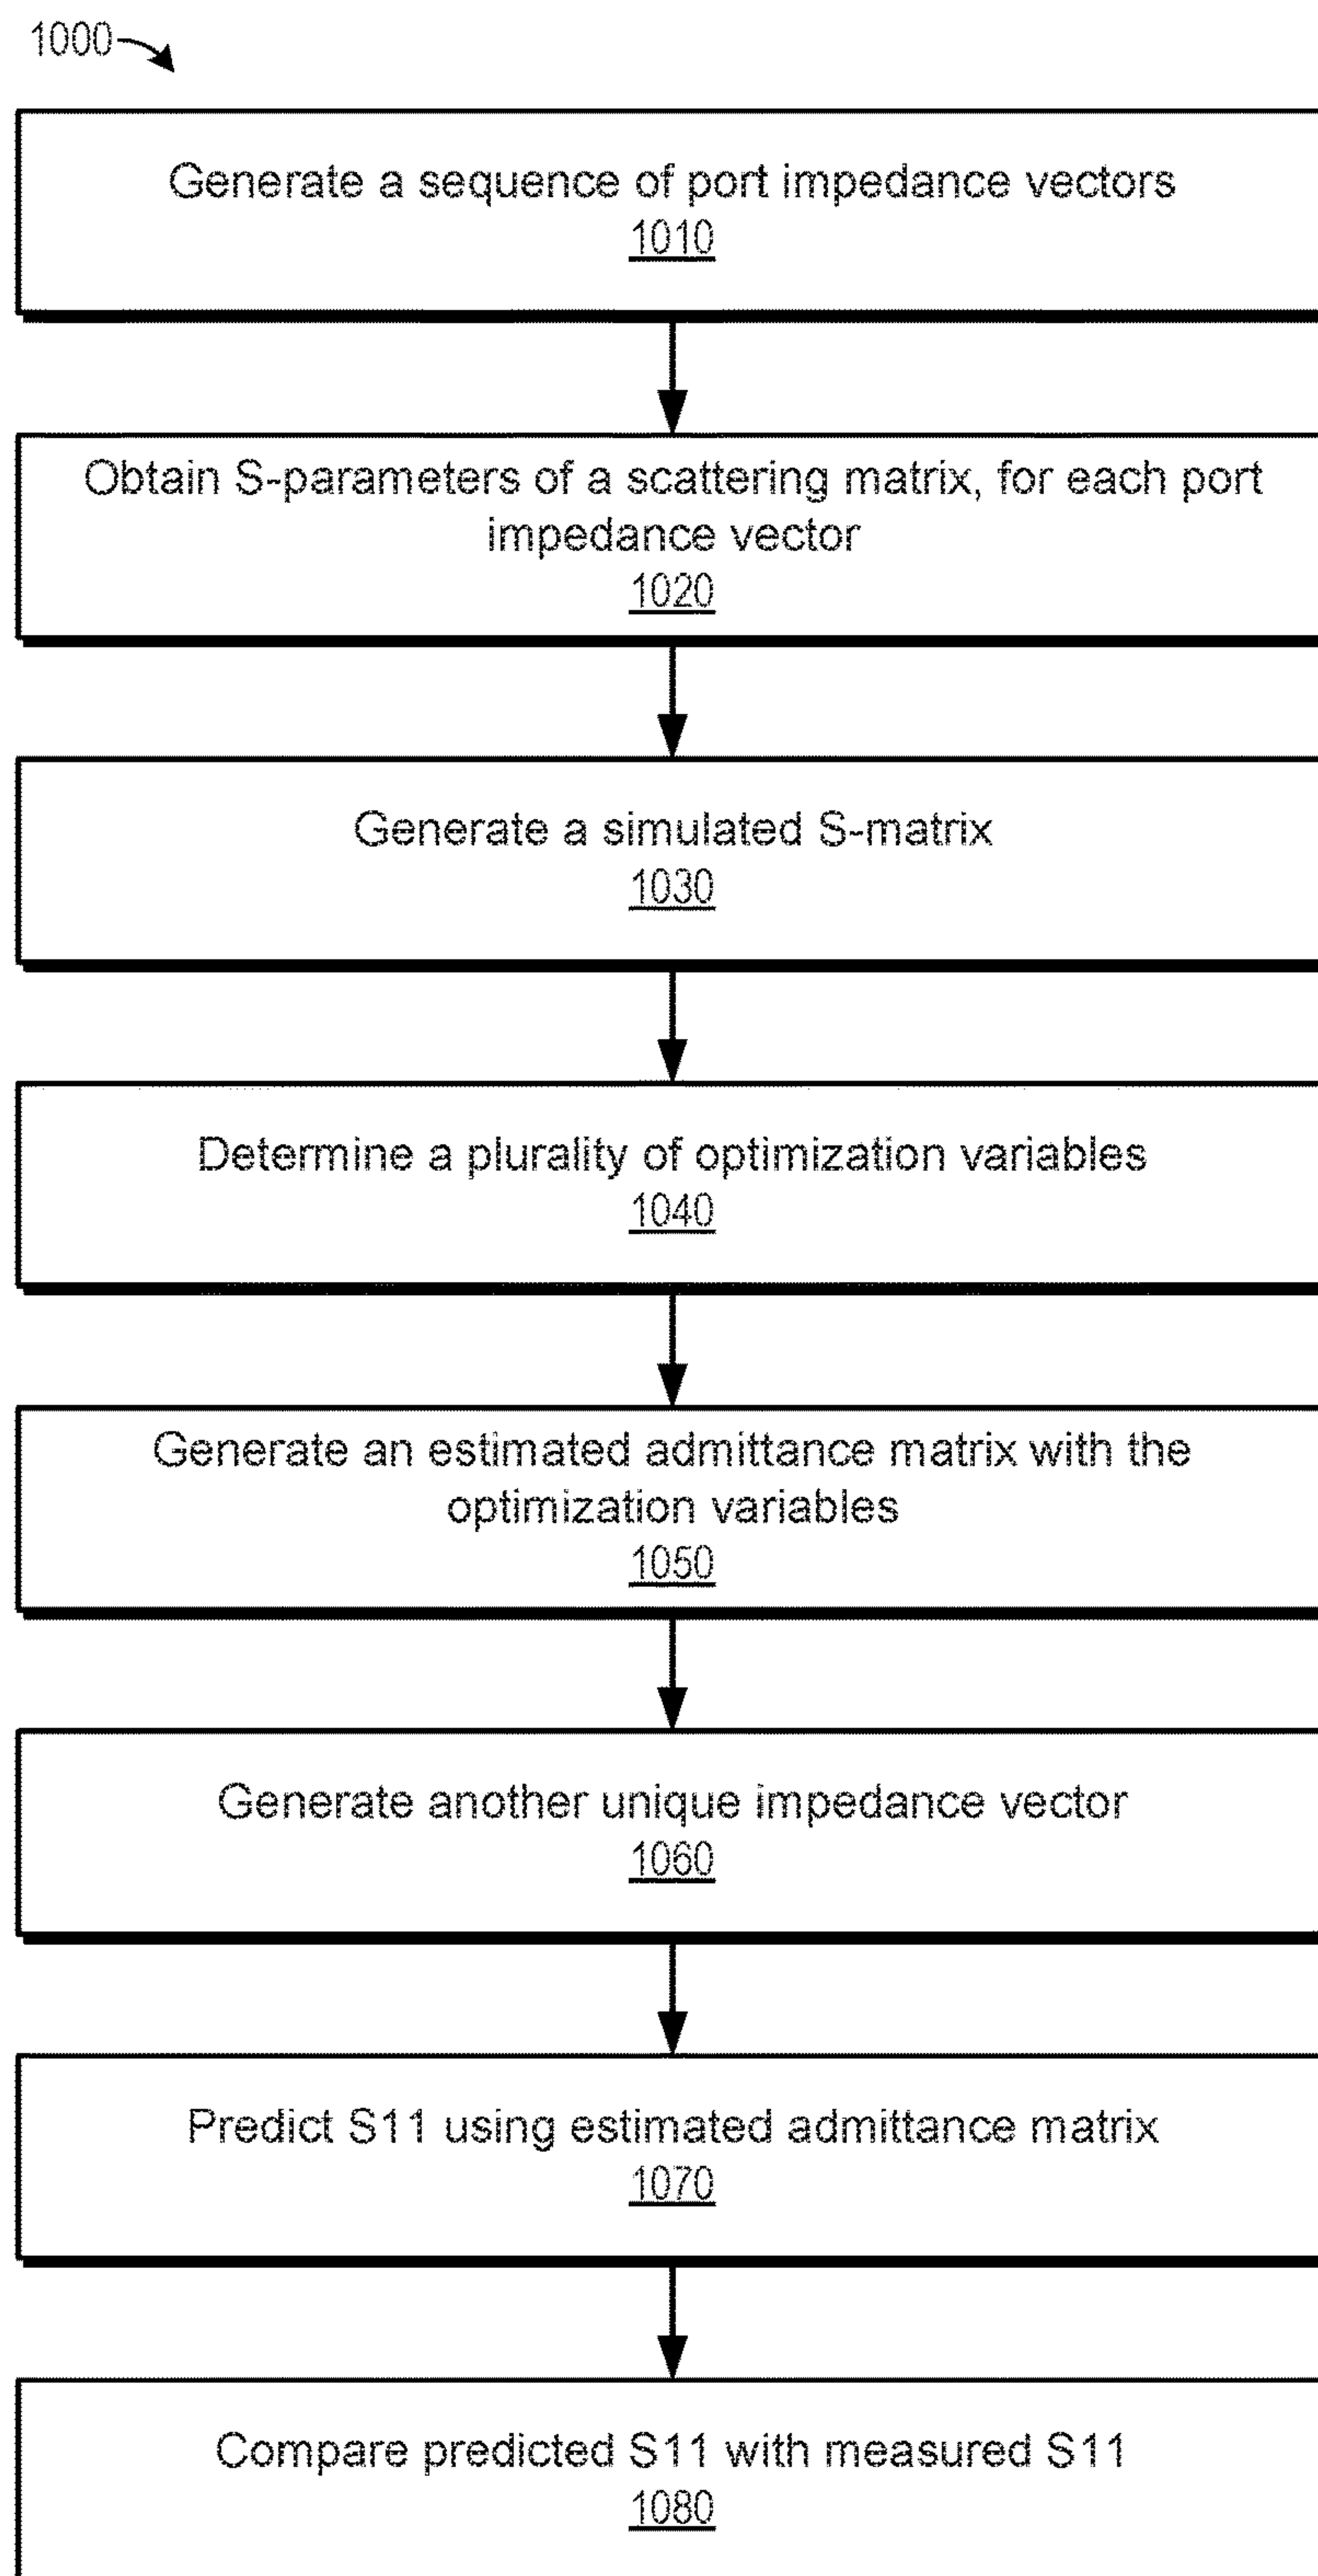 1000
Generate a sequence of port impedance vectors
1010
Obtain S-parameters of a scattering matrix, for each port
impedance vector
1020
Generate a simulated S-matrix
1030
Determine a plurality of optimization variables
1040
Generate an estimated admittance matrix with the
optimization variables
1050
Generate another unique impedance vector
1060
Predict S11 using estimated admittance matrix
1070
Compare predicted S11 with measured S11
1080